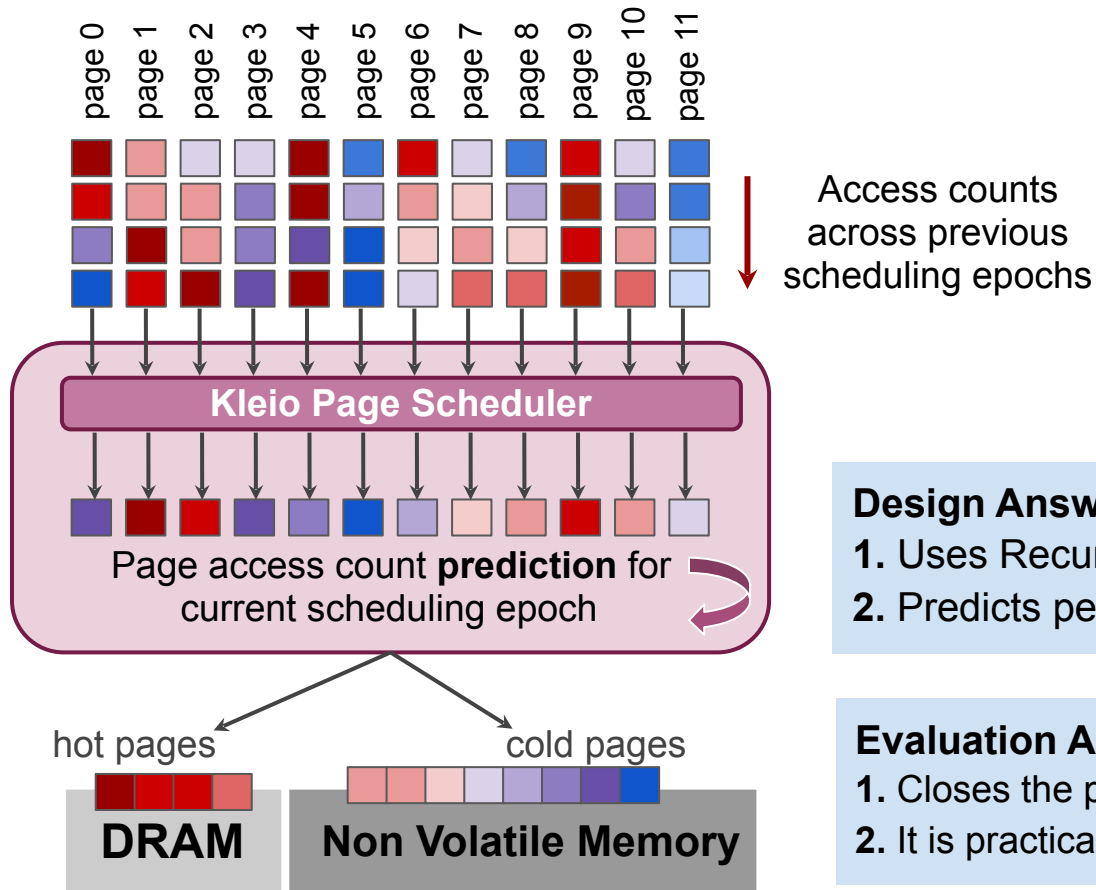 page 0
page 1
page 2
page 3
page 4
page 5
page 6
page 7
page 8
page 9
page 10
page 11
Access counts
across previous
scheduling epochs
Kleio Page Scheduler
Page access count prediction for
current scheduling epoch
hot pages
cold pages
DRAM
Non Volatile Memory
Design Answ
1. Uses Recu
2. Predicts pe
Evaluation A
1. Closes the p
2. It is practica